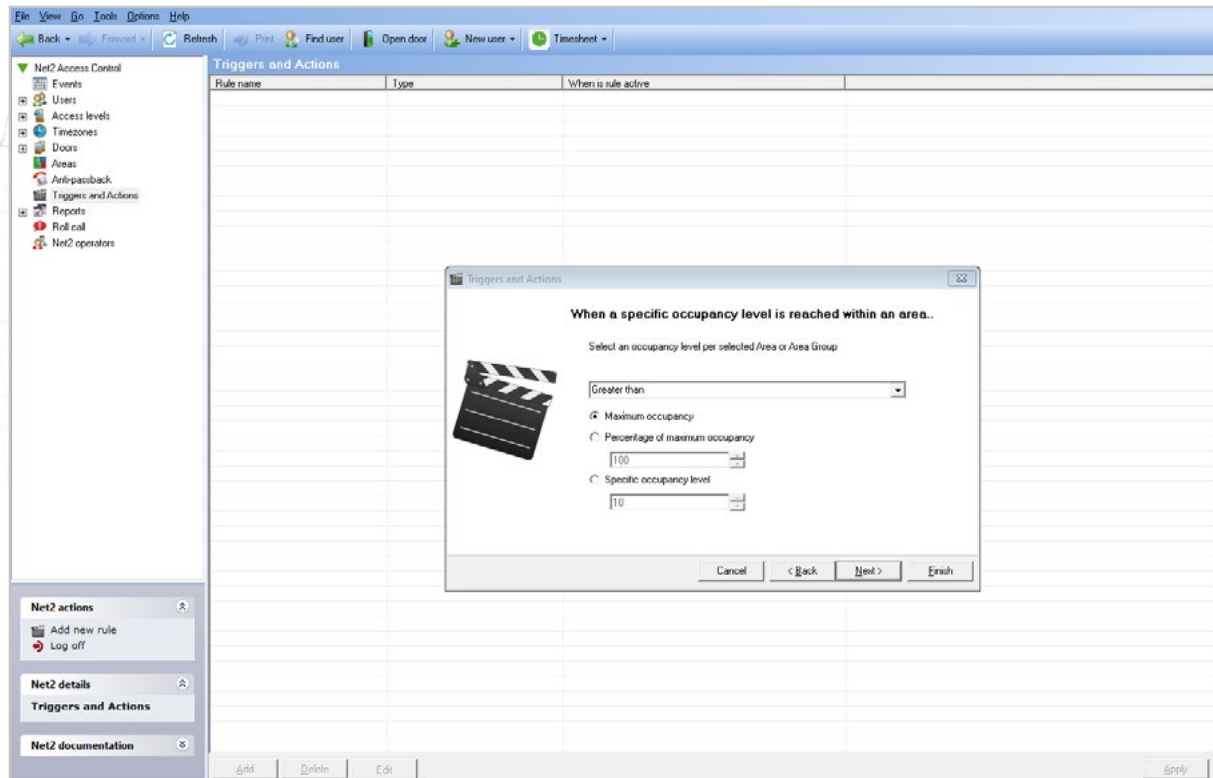 File View Go Tools Options Help
Back Forward Refresh Print Find user Open door New user Timesheet
Net2 Access Control
Events
Users
Access levels
Timezones
Doors
Areas
Anti-passback
Triggers and Actions
Reports
Roll call
Net2 operators
Triggers and Actions
Rule name Type When is rule active
Triggers and Actions
When a specific occupancy level is reached within an area..
Select an occupancy level per selected Area or Area Group
Greater than
Maximum occupancy
Percentage of maximum occupancy
100
Specific occupancy level
10
Cancel < Back Next > Finish
Net2 actions
Add new rule
Log off
Net2 details
Triggers and Actions
Net2 documentation
Add Delete Edit Apply